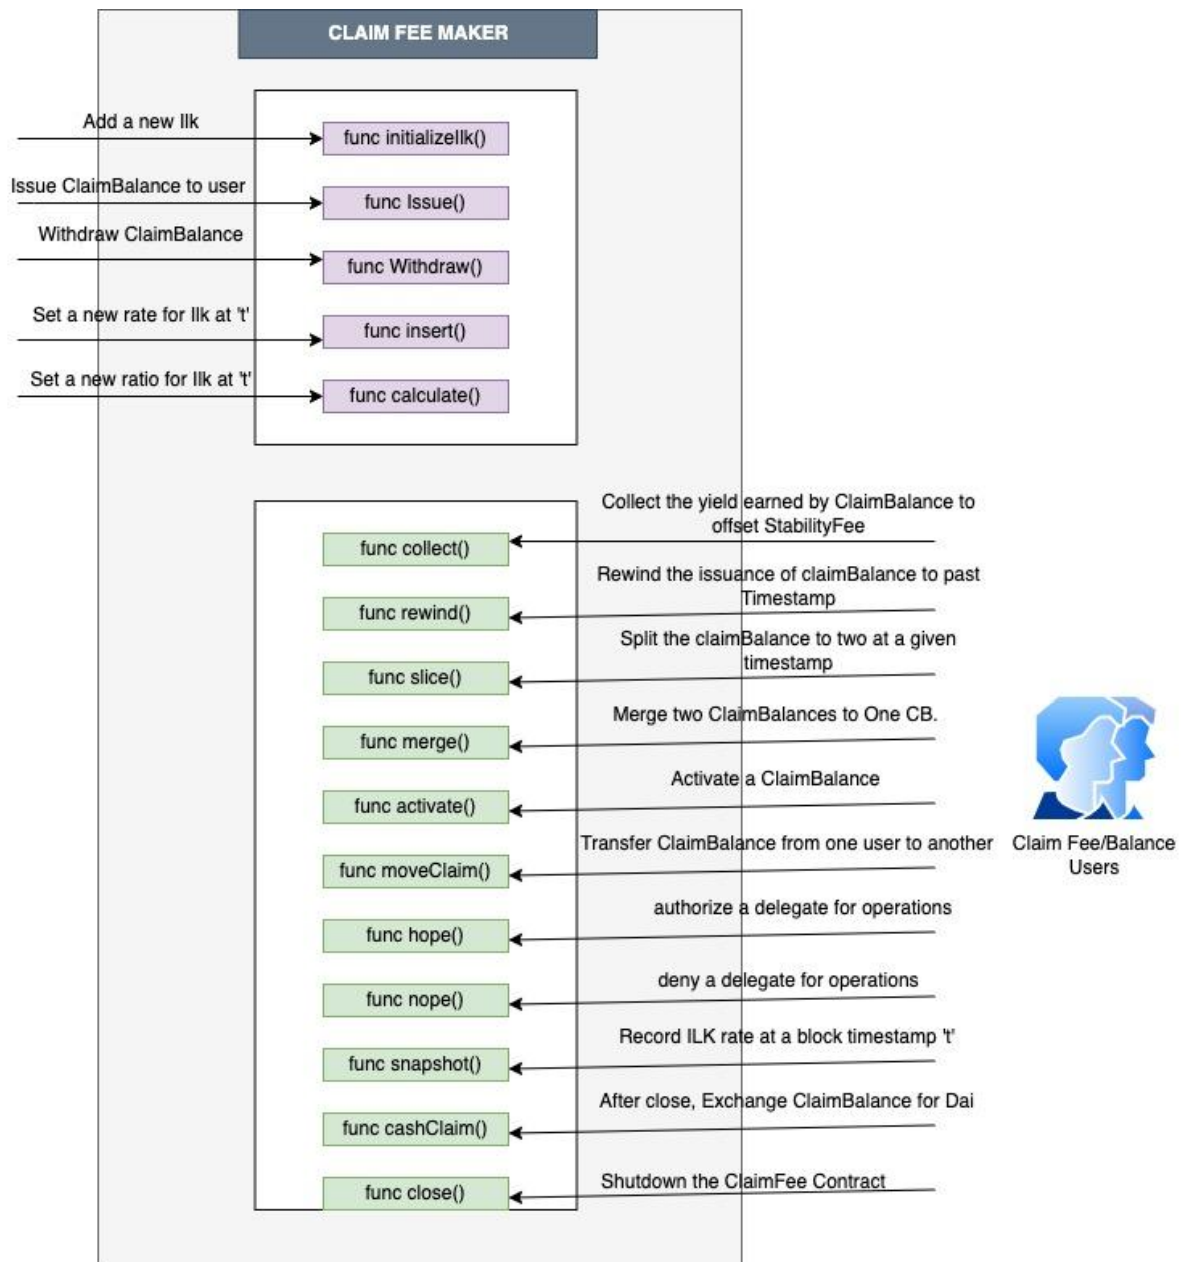 CLAIM FEE MAKER
Add a new Ilk
func initializeIlk()
Issue ClaimBalance to user
func Issue()
Withdraw ClaimBalance
func Withdraw()
Set a new rate for Ilk at 't'
func insert()
Set a new ratio for Ilk at 't'
func calculate()
Collect the yield earned by ClaimBalance to
offset StabilityFee
func collect()
Rewind the issuance of claimBalance to past
Timestamp
func rewind()
Split the claimBalance to two at a given
timestamp
func slice()
Merge two ClaimBalances to One CB.
func merge()
Activate a ClaimBalance
func activate()
Transfer ClaimBalance from one user to another
func moveClaim()
Claim Fee/Balance
Users
authorize a delegate for operations
func hope()
deny a delegate for operations
func nope()
Record ILK rate at a block timestamp 't'
func snapshot()
After close, Exchange ClaimBalance for Dai
func cashClaim()
Shutdown the ClaimFee Contract
func close()